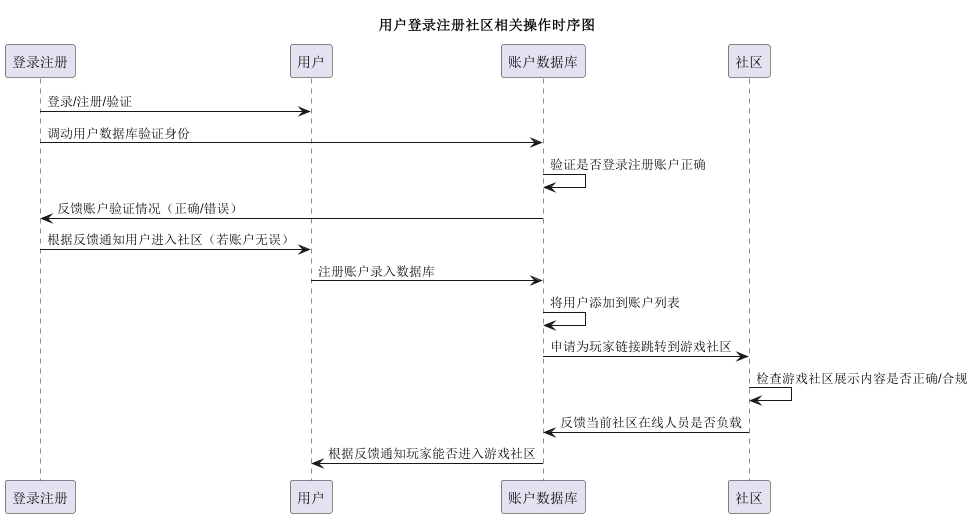 用户登录注册社区相关操作时序图
登录注册
用户
账户数据库
社区
登录/注册/验证
调动用户数据库验证身份
验证是否登录注册账户正确
反馈账户验证情况（正确/错误）
根据反馈通知用户进入社区（若账户无误）
注册账户录入数据库
将用户添加到账户列表
申请为玩家链接跳转到游戏社区
检查游戏社区展示内容是否正确/合规
反馈当前社区在线人员是否负载
根据反馈通知玩家能否进入游戏社区
登录注册
用户
账户数据库
社区